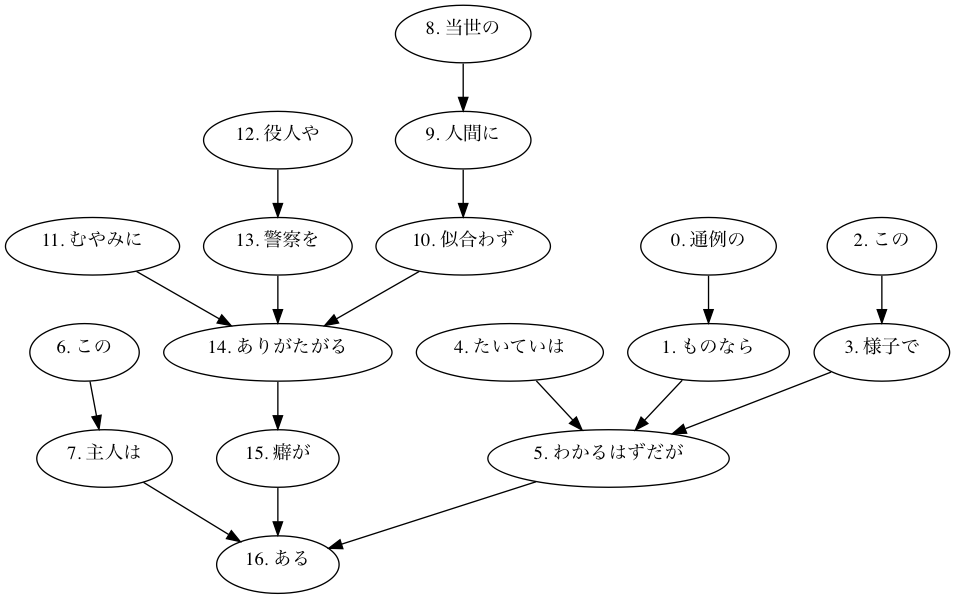 8. 当世の
12. 役人や
9. 人間に
11. むやみに
13. 警察を
10. 似合わず
0. 通例の
2. この
6. この
14. ありがたがる
4. たいていは
1. ものなら
3. 様子で
7. 主人は
15. 癖が
5. わかるはずだが
16. ある